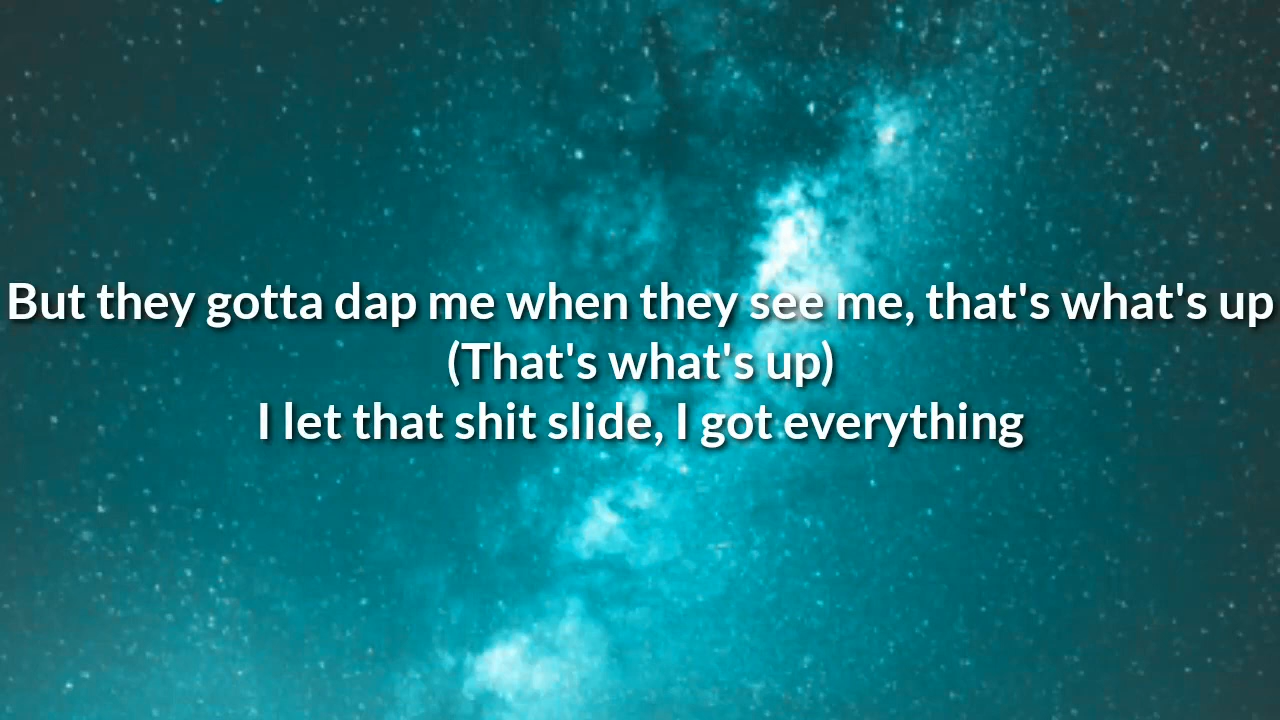 But they gotta dap me when they see me, that's what's up
(That's what's up)
I let that shit slide, I got everything